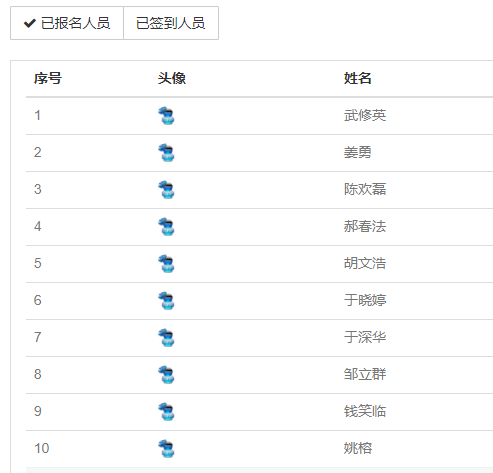 已报名人员 已签到人员
序号 头像 姓名
1 武修英
2 姜勇
3 陈欢磊
4 郝春法
5 胡文浩
6 于晓婷
7 于深华
8 邹立群
9 钱笑临
10 姚榕